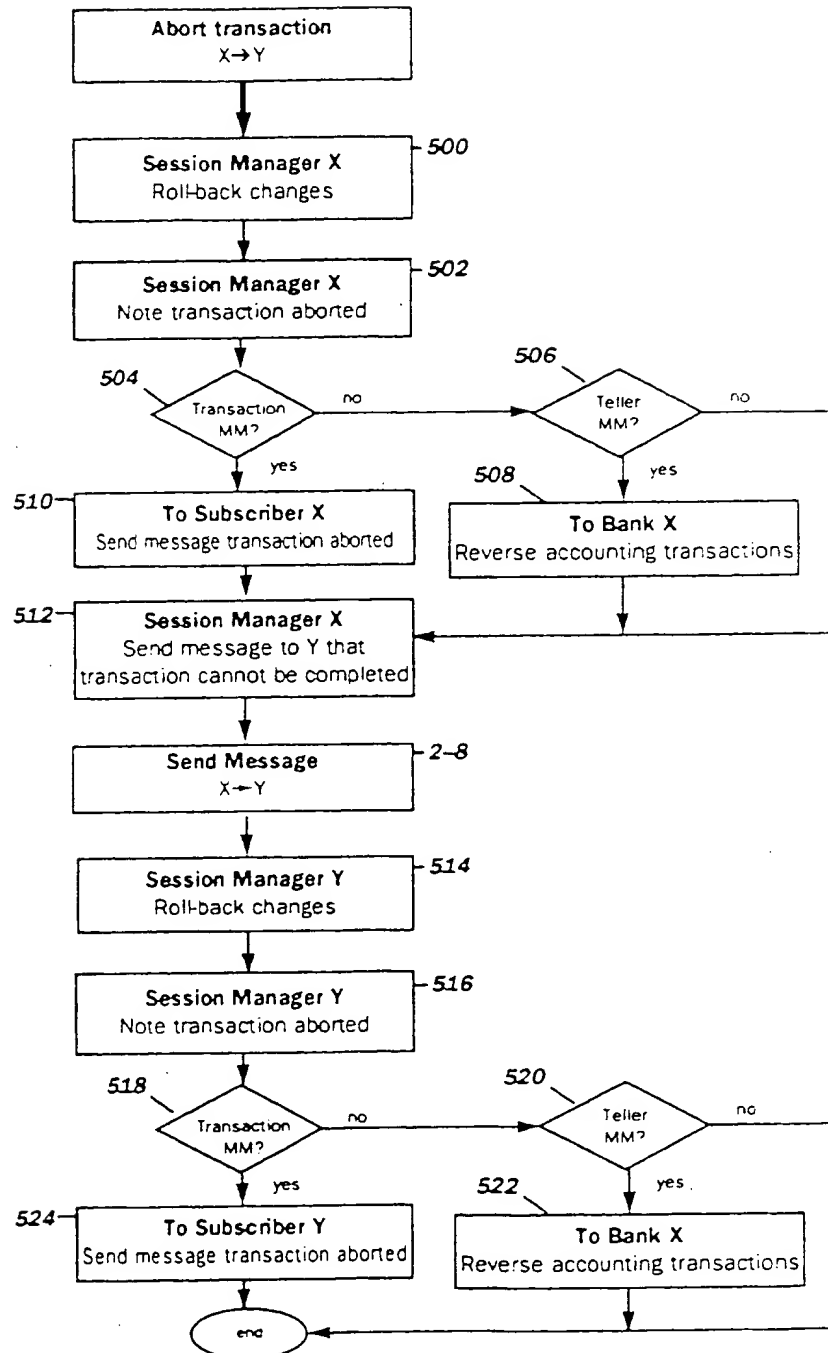 Abort transaction
X→Y
500
Session Manager X
Roll-back changes
502
Session Manager X
Note transaction aborted
504
Transaction
MM?
no
506
Teller
MM?
no
yes
yes
510
To Subscriber X
Send message transaction aborted
508
To Bank X
Reverse accounting transactions
512
Session Manager X
Send message to Y that
transaction cannot be completed
2-8
Send Message
X→Y
514
Session Manager Y
Roll-back changes
516
Session Manager Y
Note transaction aborted
518
Transaction
MM?
no
520
Teller
MM?
no
yes
yes
524
To Subscriber Y
Send message transaction aborted
522
To Bank X
Reverse accounting transactions
end